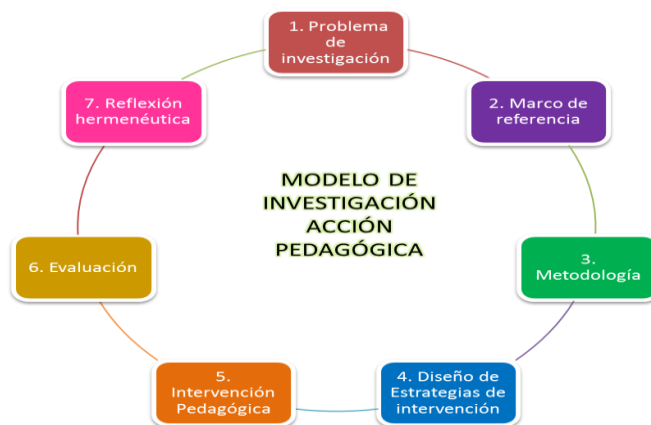 1. Problema
de
investigación
2. Marco de
referencia
3.
Metodología
4. Diseño de
Estrategias de
intervención
5.
Intervención
Pedagógica
6. Evaluación
7. Reflexión
hermenéutica
MODELO DE
INVESTIGACIÓN
ACCIÓN
PEDAGÓGICA